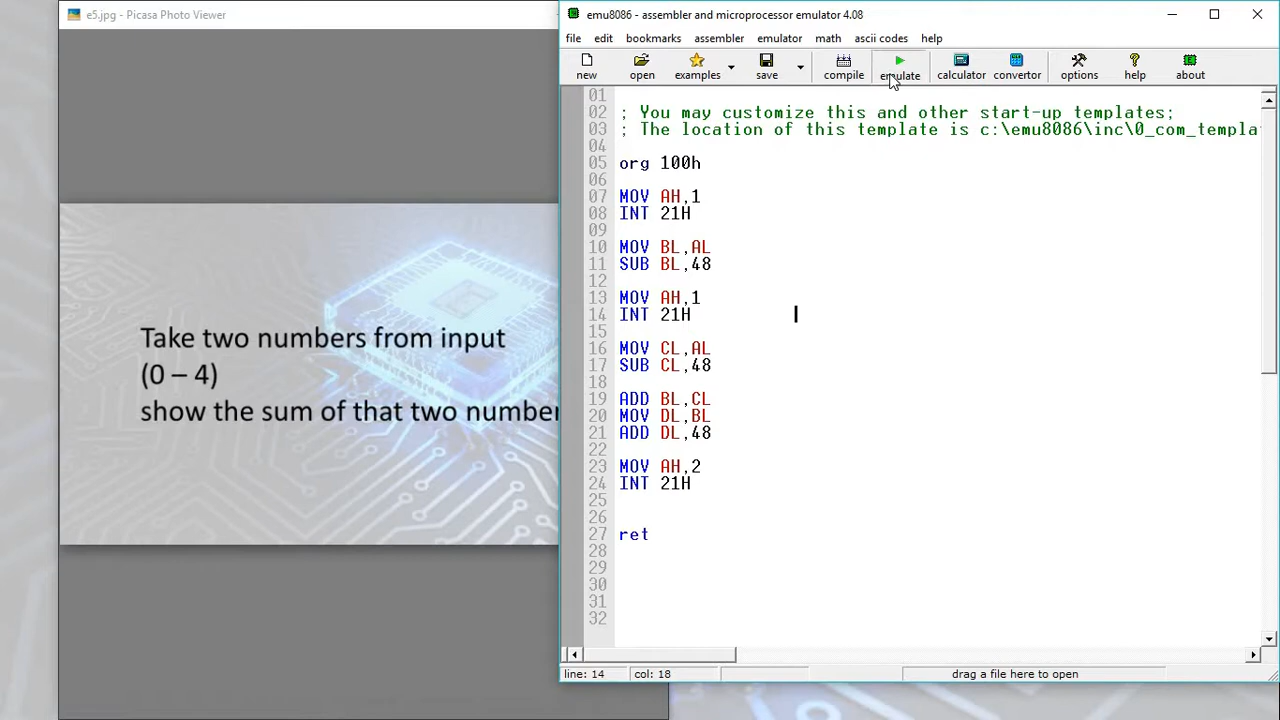 e5.jpg - Picasa Photo Viewer
Take two numbers from input
(0 – 4)
show the sum of that two number
emu8086 - assembler and microprocessor emulator 4.08
file edit bookmarks assembler emulator math ascii codes help
new open examples save compile emulate calculator convertor options help about
01
02 ; You may customize this and other start-up templates;
03 ; The location of this template is c:\emu8086\inc\0_com_templa
04
05 org 100h
06
07 MOV AH,1
08 INT 21H
09
10 MOV BL,AL
11 SUB BL,48
12
13 MOV AH,1
14 INT 21H
15
16 MOV CL,AL
17 SUB CL,48
18
19 ADD BL,CL
20 MOV DL,BL
21 ADD DL,48
22
23 MOV AH,2
24 INT 21H
25
26
27 ret
28
29
30
31
32
line: 14 col: 18 drag a file here to open